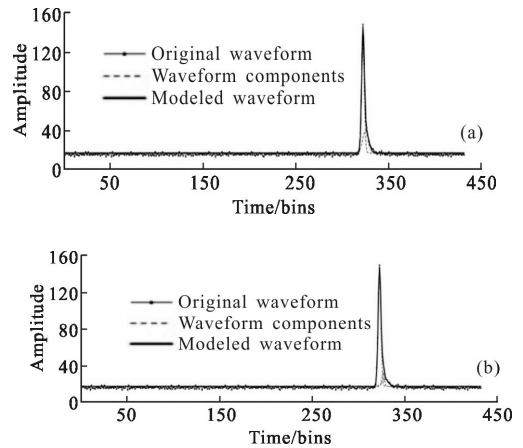 160
120
80
40
0
Amplitude
Original waveform
Waveform components
Modeled waveform
(a)
50
150
250
350
450
Time/bins
160
120
80
40
0
Amplitude
Original waveform
Waveform components
Modeled waveform
(b)
50
150
250
350
450
Time/bins